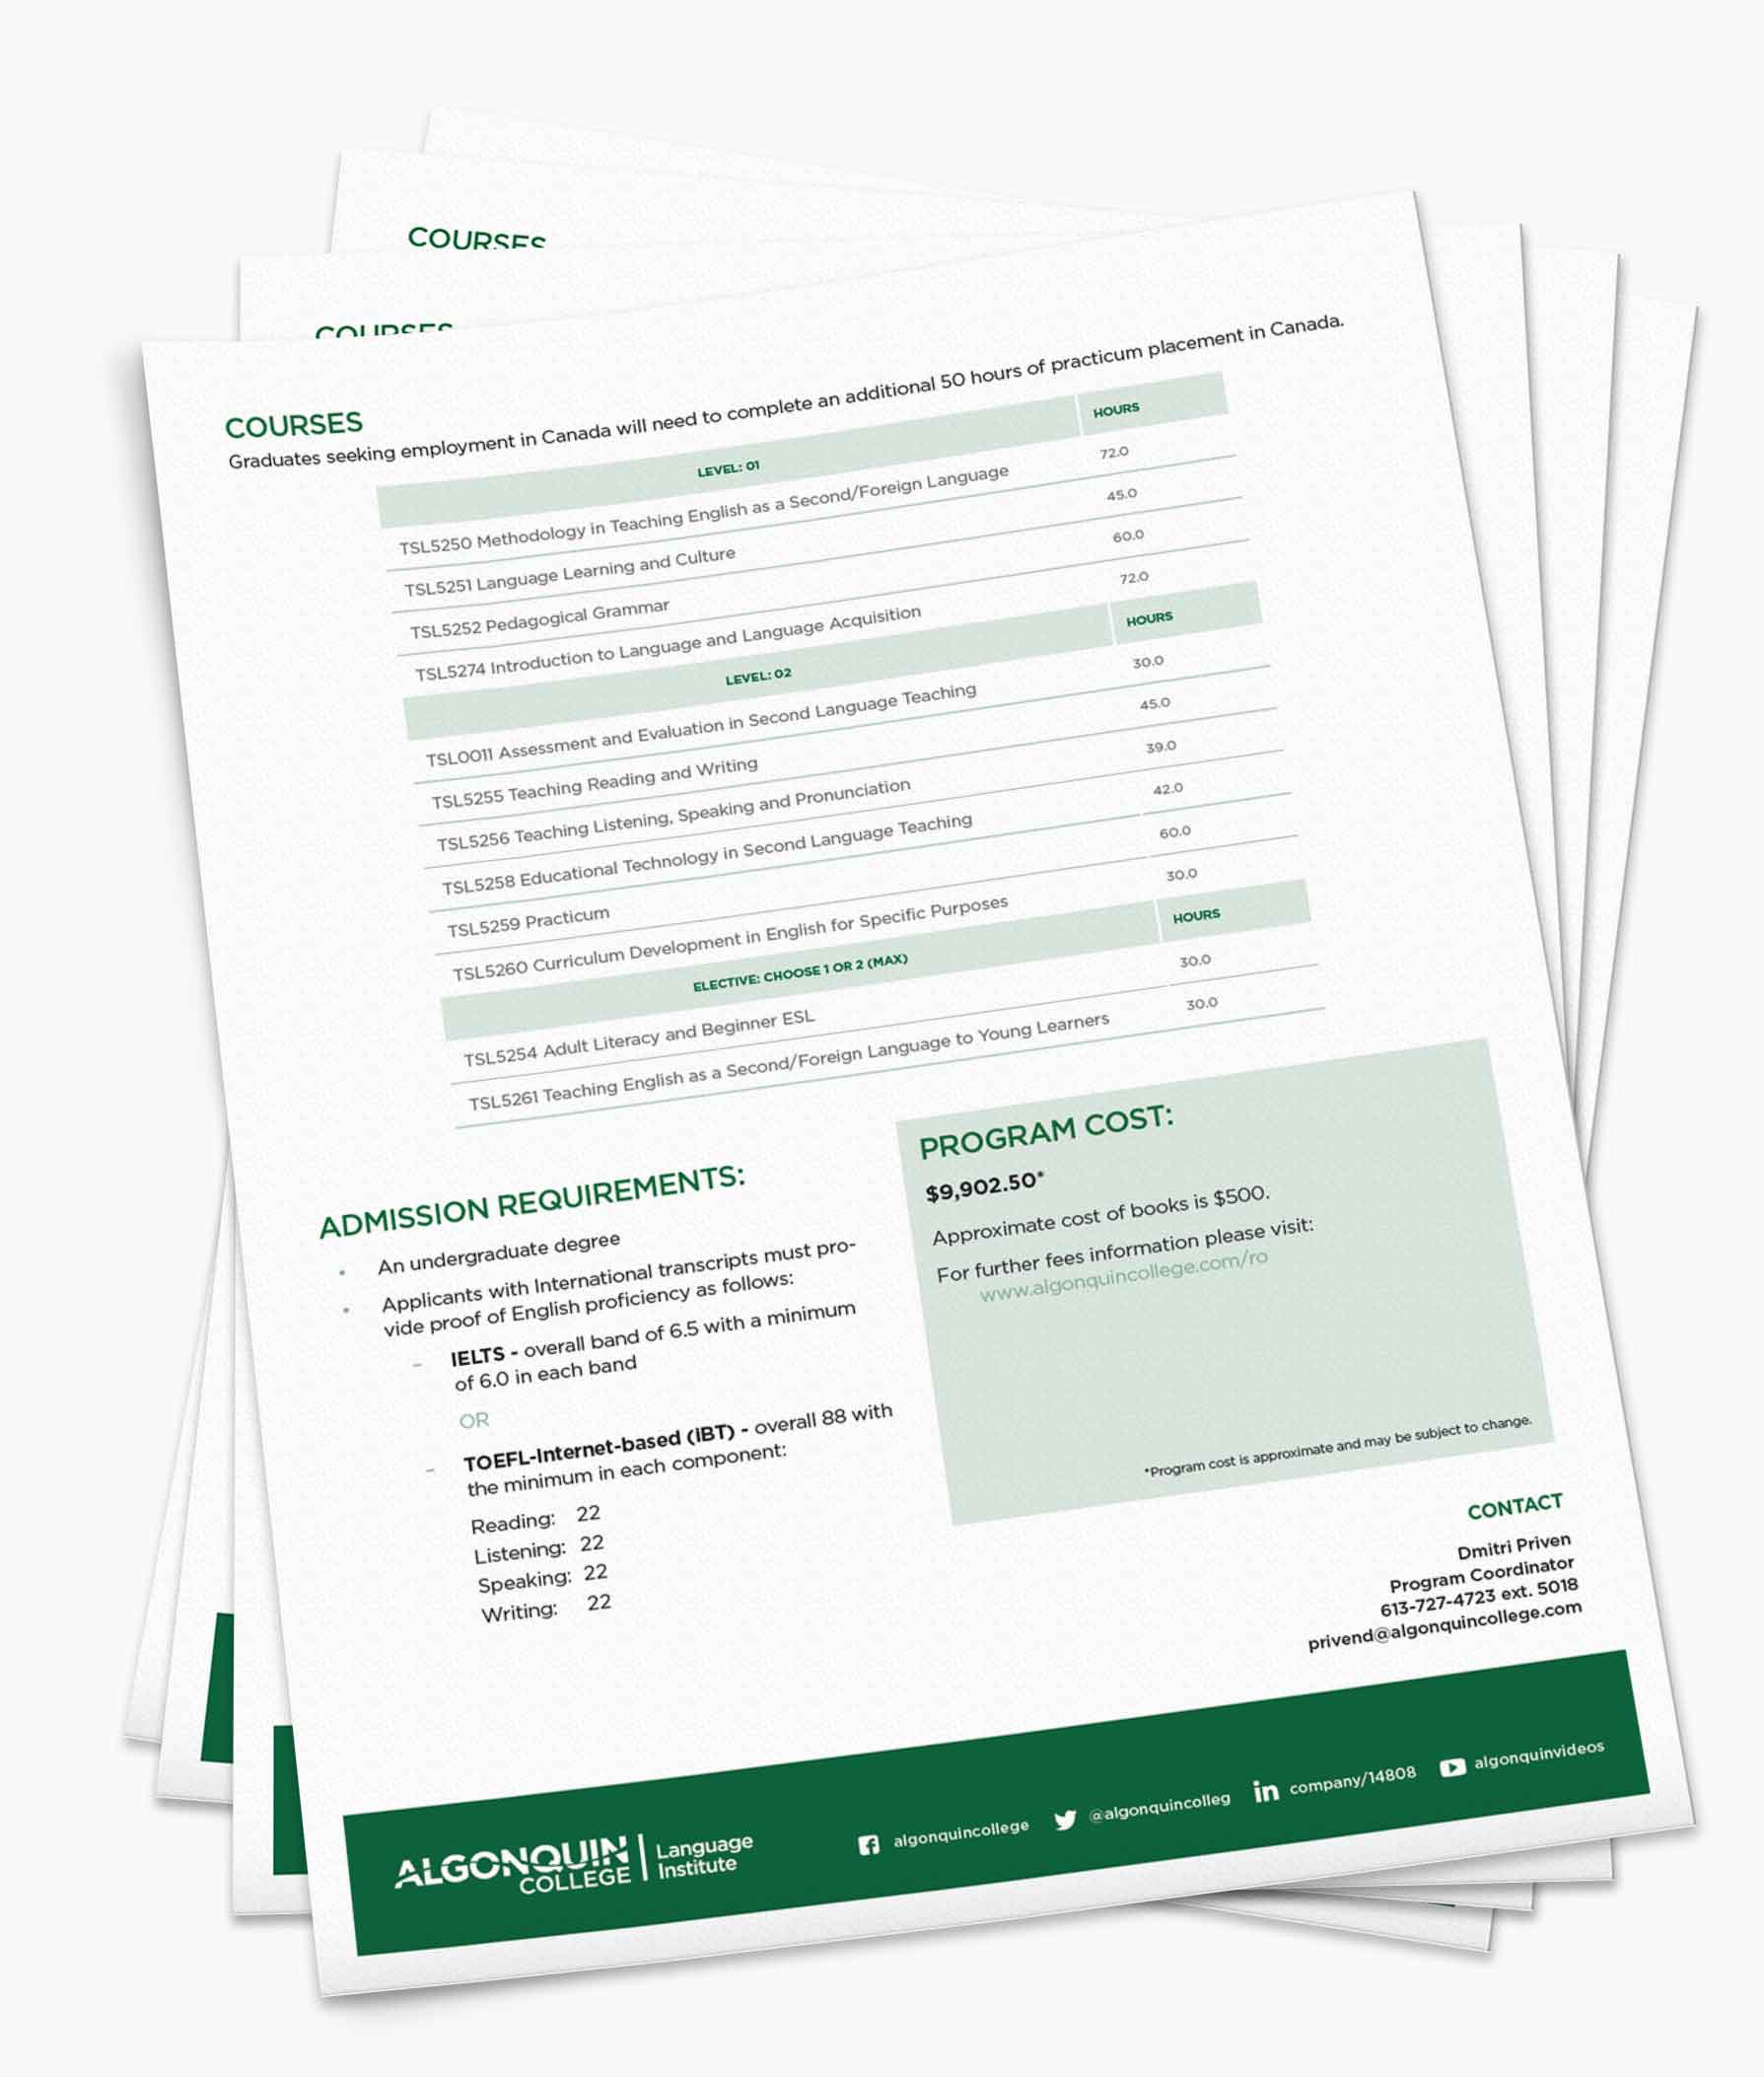 COURSES
COURSES
COURSES
Graduates seeking employment in Canada will need to complete an additional 50 hours of practicum placement in Canada.
LEVEL: 01 HOURS
TSL5250 Methodology in Teaching English as a Second/Foreign Language 72.0
TSL5251 Language Learning and Culture 45.0
TSL5252 Pedagogical Grammar 60.0
TSL5274 Introduction to Language and Language Acquisition 72.0
LEVEL: 02 HOURS
TSL0011 Assessment and Evaluation in Second Language Teaching 30.0
TSL5255 Teaching Reading and Writing 45.0
TSL5256 Teaching Listening, Speaking and Pronunciation 39.0
TSL5258 Educational Technology in Second Language Teaching 42.0
TSL5259 Practicum 60.0
TSL5260 Curriculum Development in English for Specific Purposes 30.0
ELECTIVE: CHOOSE 1 OR 2 (MAX) HOURS
TSL5254 Adult Literacy and Beginner ESL 30.0
TSL5261 Teaching English as a Second/Foreign Language to Young Learners 30.0
ADMISSION REQUIREMENTS:
• An undergraduate degree
• Applicants with International transcripts must pro-
vide proof of English proficiency as follows:
– IELTS - overall band of 6.5 with a minimum
of 6.0 in each band
OR
– TOEFL-Internet-based (iBT) - overall 88 with
the minimum in each component:
Reading: 22
Listening: 22
Speaking: 22
Writing: 22
PROGRAM COST:
$9,902.50*
Approximate cost of books is $500.
For further fees information please visit:
www.algonquincollege.com/ro
*Program cost is approximate and may be subject to change.
CONTACT
Dmitri Priven
Program Coordinator
613-727-4723 ext. 5018
privend@algonquincollege.com
ALGONQUIN
COLLEGE
Language
Institute
algonquincollege
@algonquincolleg
in company/14808
algonquinvideos